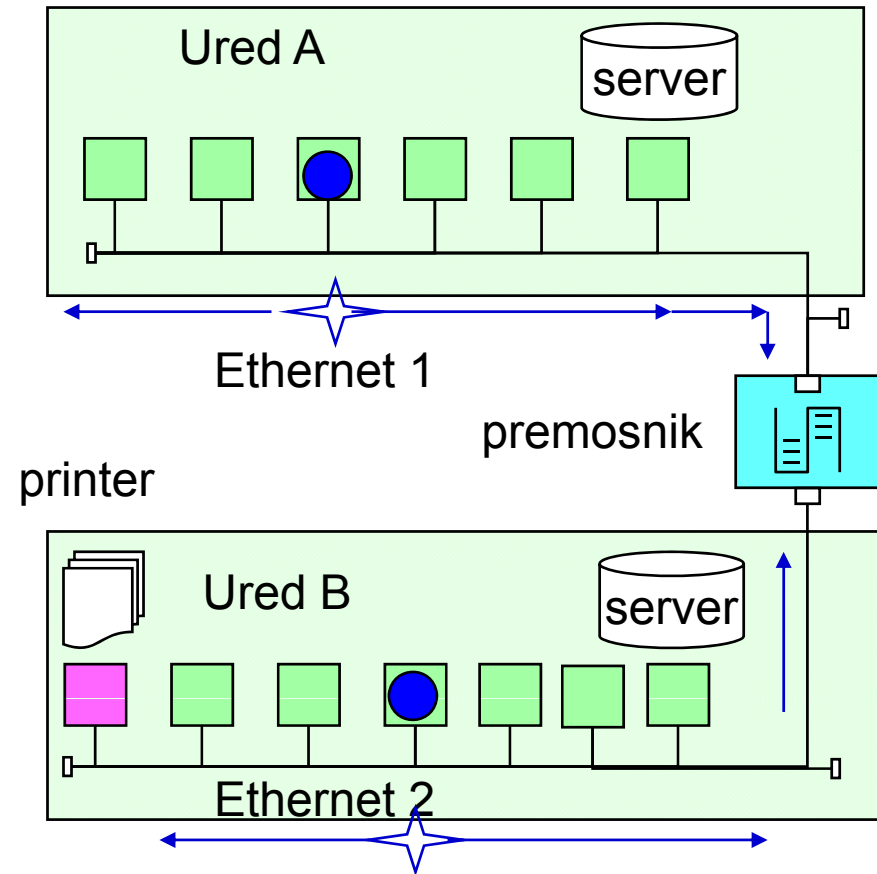 Ured A
server
Ethernet 1
premosnik
printer
Ured B
server
Ethernet 2